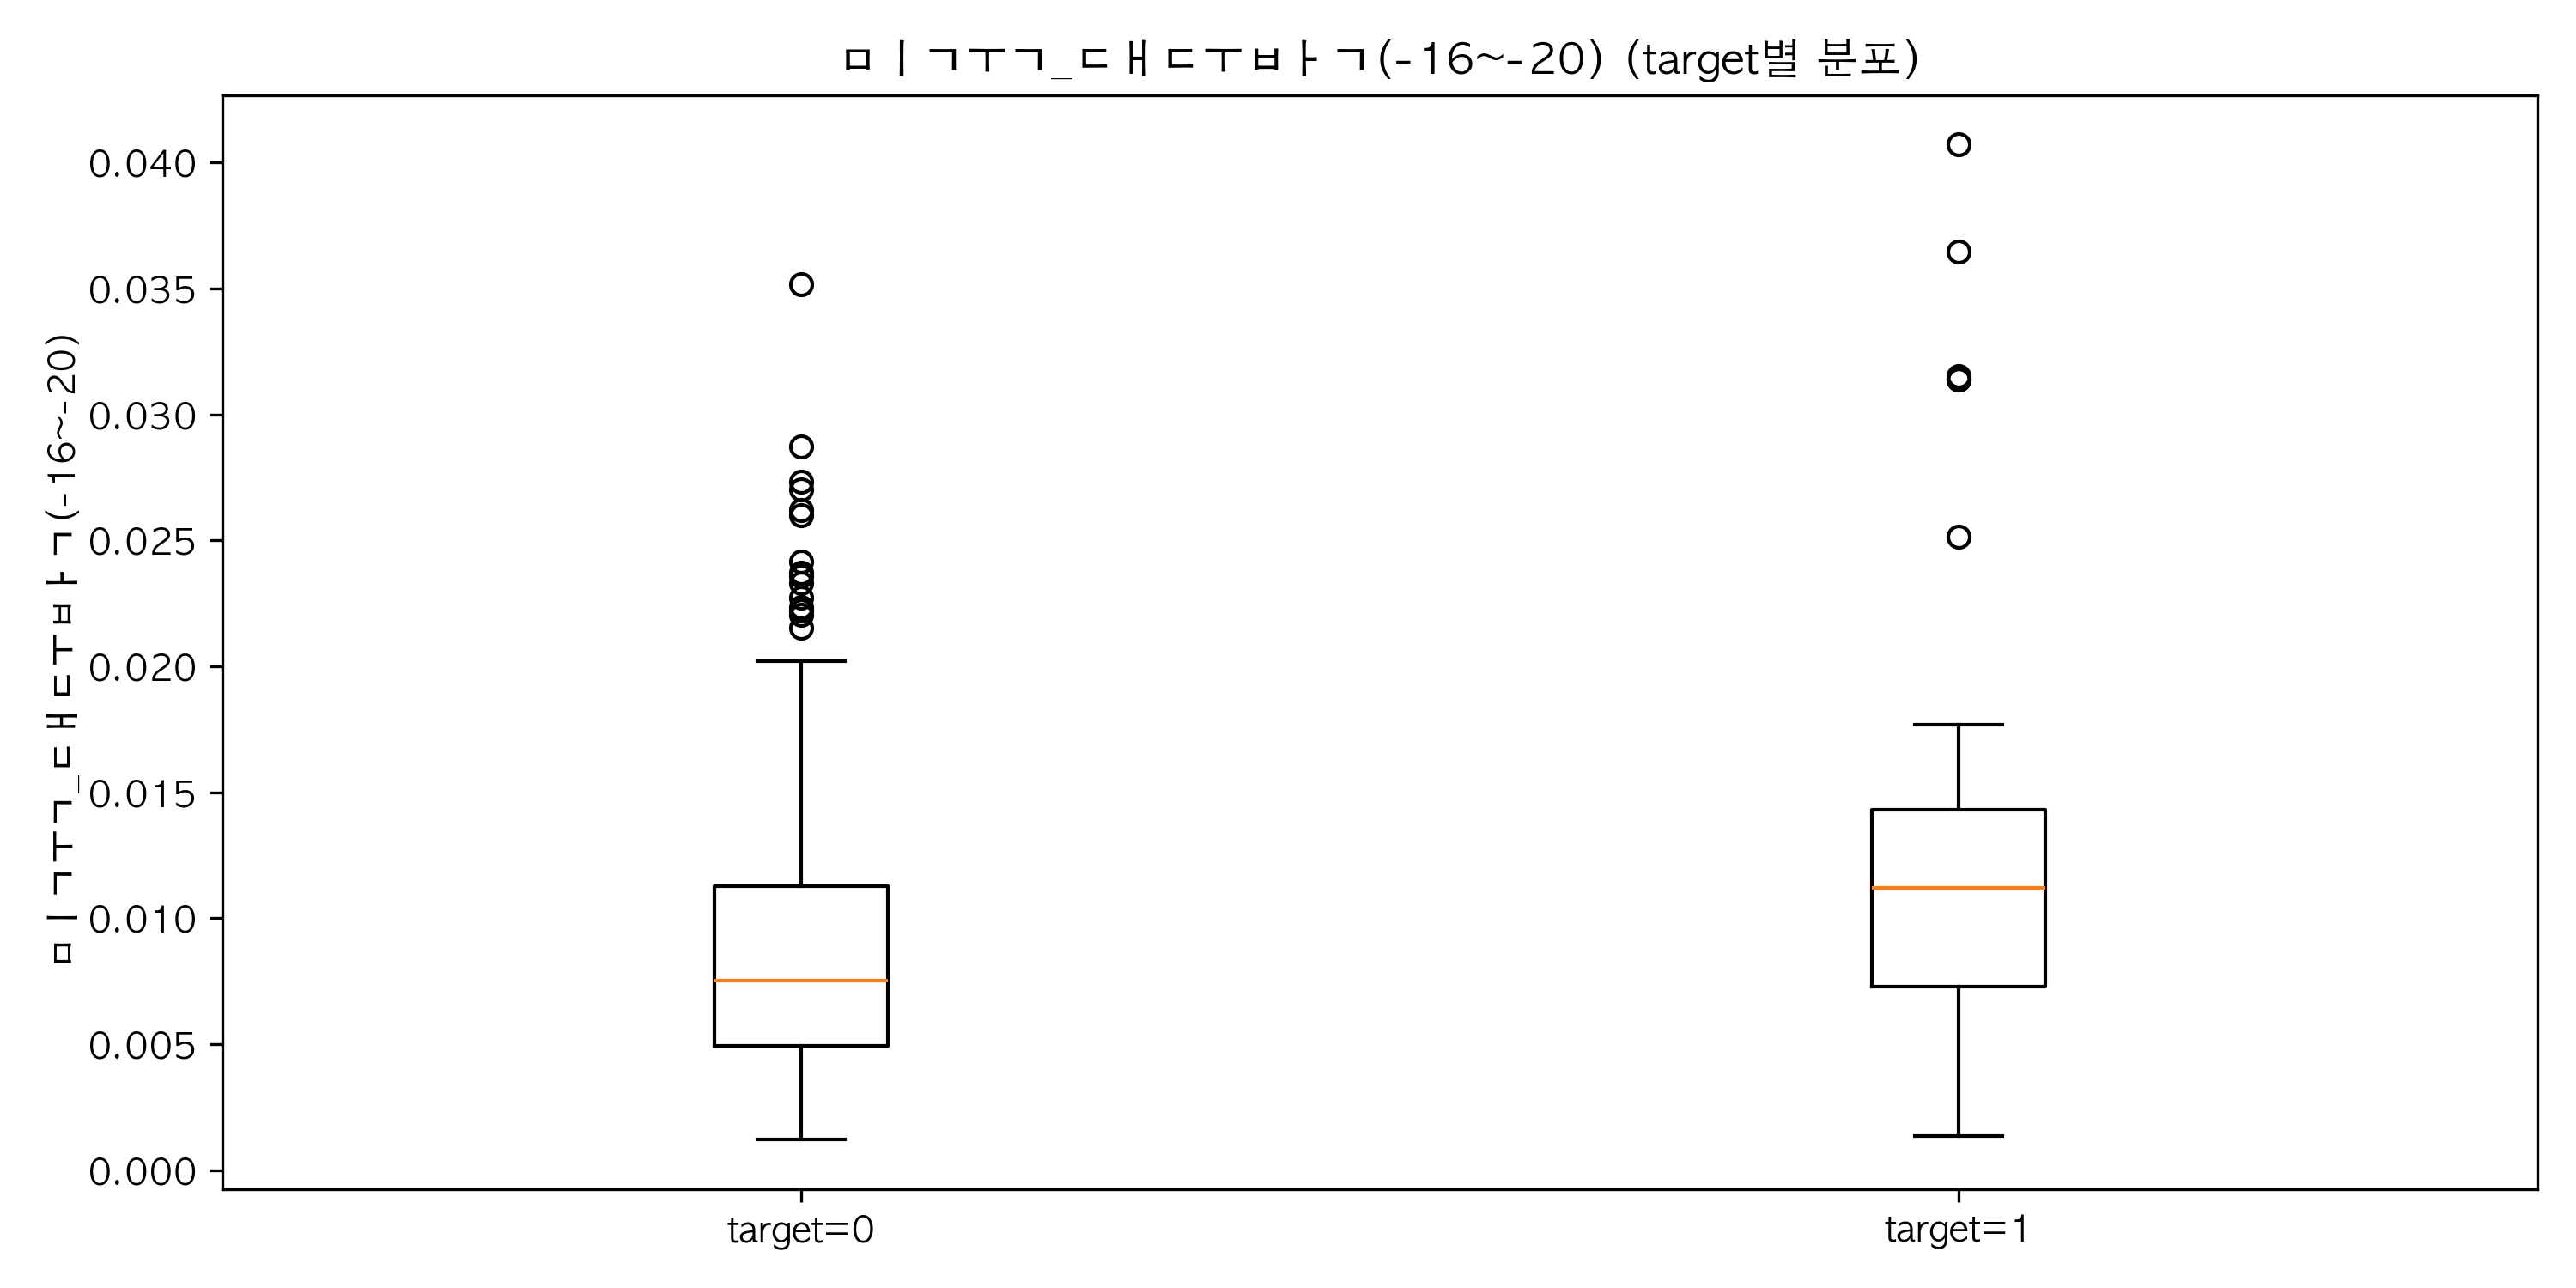 ㅁㅣㄱㅜㄱ_ㄷㅐㄷㅜㅂㅏㄱ(-16~-20) (target별 분포)
ㅁㅣㄱㅜㄱ_ㄷㅐㄷㅜㅂㅏㄱ(-16~-20)
0.040
0.035
0.030
0.025
0.020
0.015
0.010
0.005
0.000
target=0
target=1